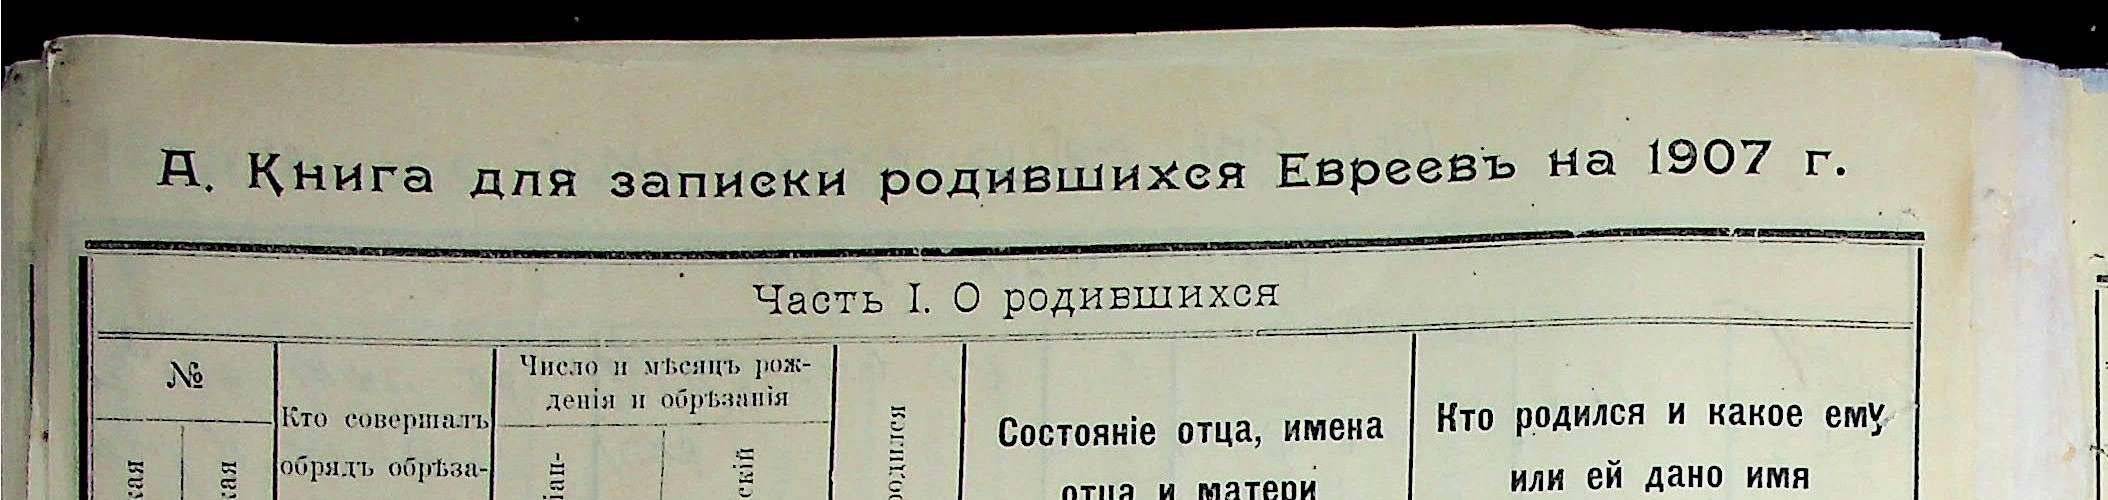 А. Книга для записки родившихся Евреевъ на 1907 г.
Часть I. О родившихся
№
Кто совершалъ
обрядъ обрѣза-
Число и мѣсяцъ рож-
денія и обрѣзанія
Состояніе отца, имена
отца и матери
Кто родился и какое ему
или ей дано имя